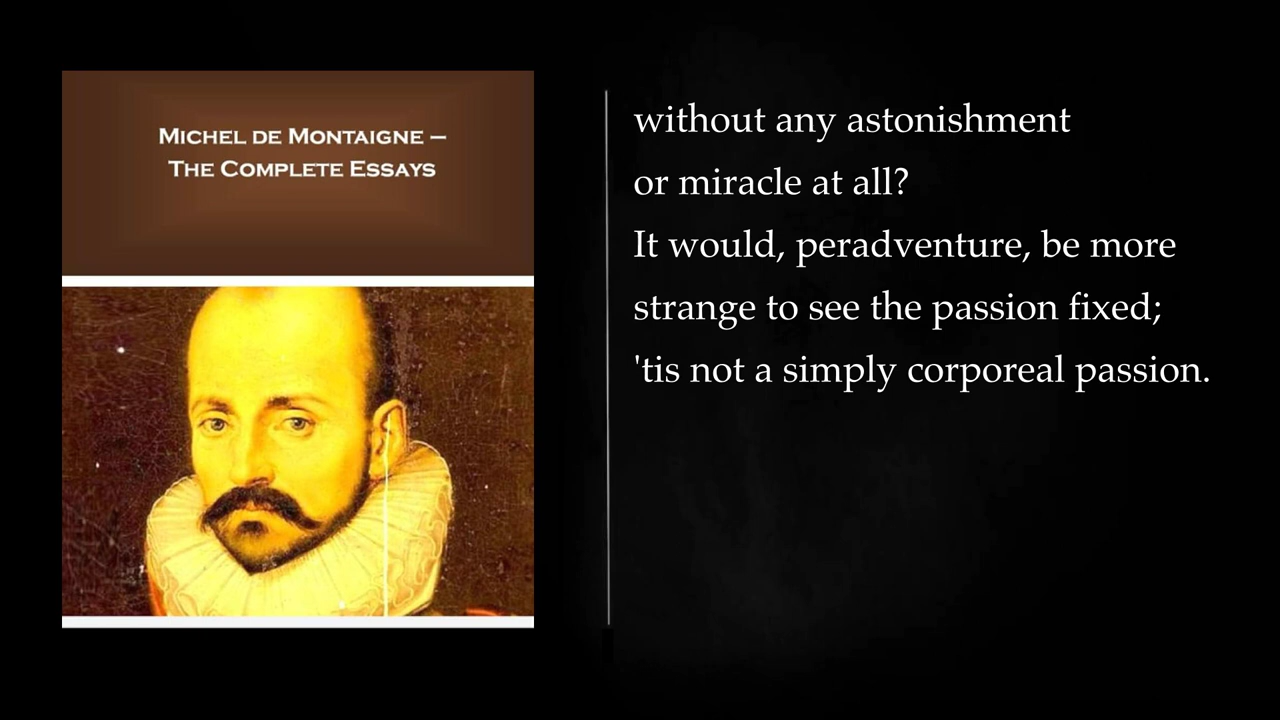 MICHEL DE MONTAIGNE –
THE COMPLETE ESSAYS
without any astonishment
or miracle at all?
It would, peradventure, be more
strange to see the passion fixed;
'tis not a simply corporeal passion.